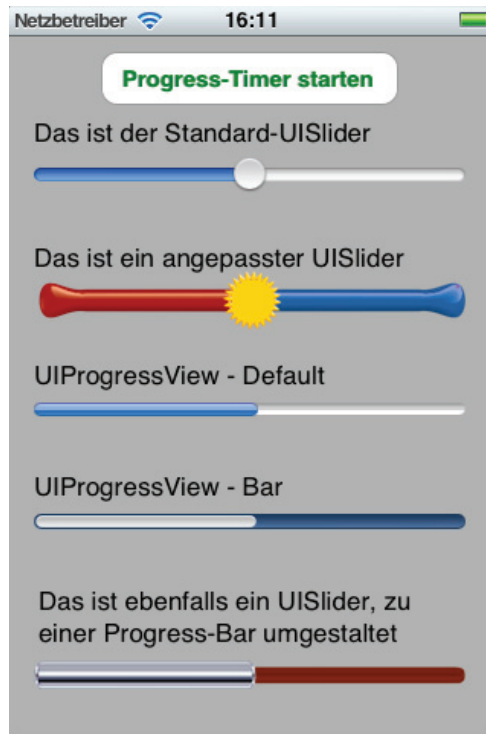 Netzbetreiber 16:11
Progress-Timer starten
Das ist der Standard-UISlider
Das ist ein angepasster UISlider
UIProgressView - Default
UIProgressView - Bar
Das ist ebenfalls ein UISlider, zu
einer Progress-Bar umgestaltet